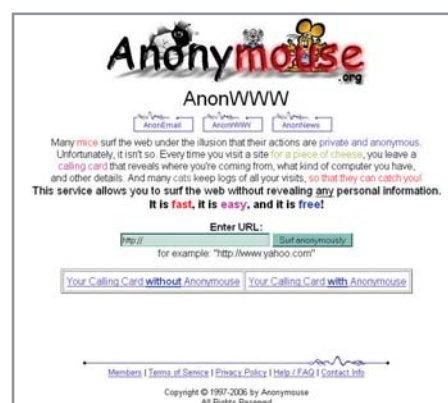 Anonymouse
.org
AnonWWW
AnonEmail AnonWWW AnonNews
Many mice surf the web under the illusion that their actions are private and anonymous.
Unfortunately, it isn't so. Every time you visit a site for a piece of cheese, you leave a
calling card that reveals where you're coming from, what kind of computer you have,
and other details. And many cats keep logs of all your visits, so that they can catch you!
This service allows you to surf the web without revealing any personal information.
It is fast, it is easy, and it is free!
Enter URL:
http:// Surf anonymously
for example: "http://www.yahoo.com"
Your Calling Card without Anonymouse Your Calling Card with Anonymouse
Members | Terms of Service | Privacy Policy | Help / FAQ | Contact Info
Copyright © 1997-2006 by Anonymouse
All Rights Reserved